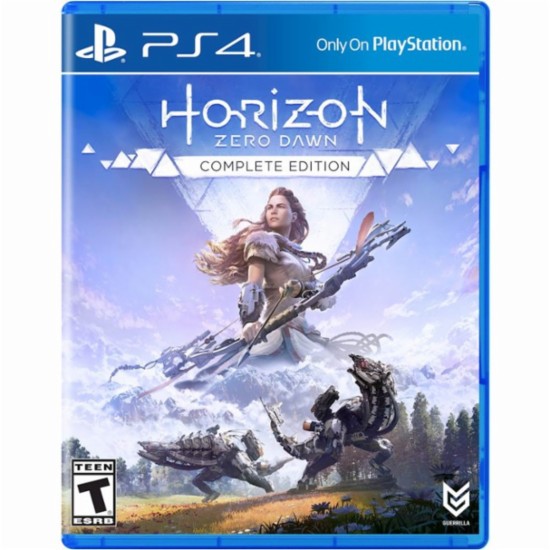 PS4
Only On PlayStation®
HORIZON
ZERO DAWN
COMPLETE EDITION
TEEN
T
ESRB
GUERRILLA